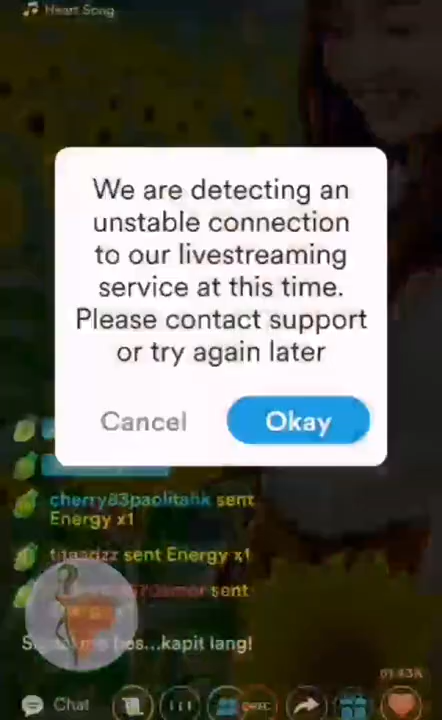 Heart Song
We are detecting an
unstable connection
to our livestreaming
service at this time.
Please contact support
or try again later
Cancel
Okay
sent
Energy x1
sent Energy x1
sent
...kapit lang!
Chat